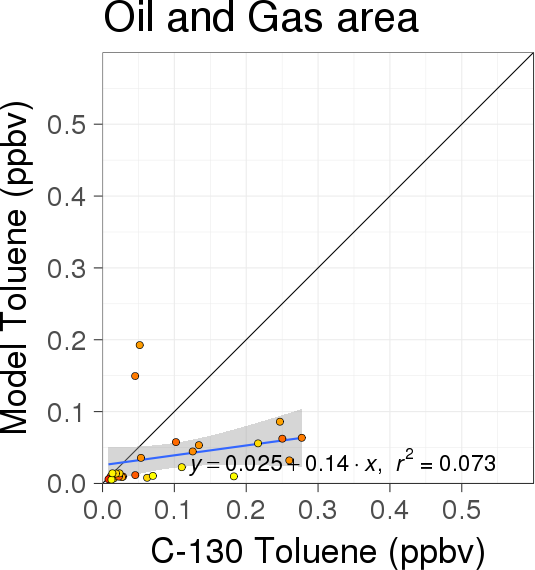 Oil and Gas area
Model Toluene (ppbv)
0.5
0.4
0.3
0.2
0.1
0.0
y = 0.025 + 0.14 · x, r² = 0.073
0.0 0.1 0.2 0.3 0.4 0.5
C-130 Toluene (ppbv)